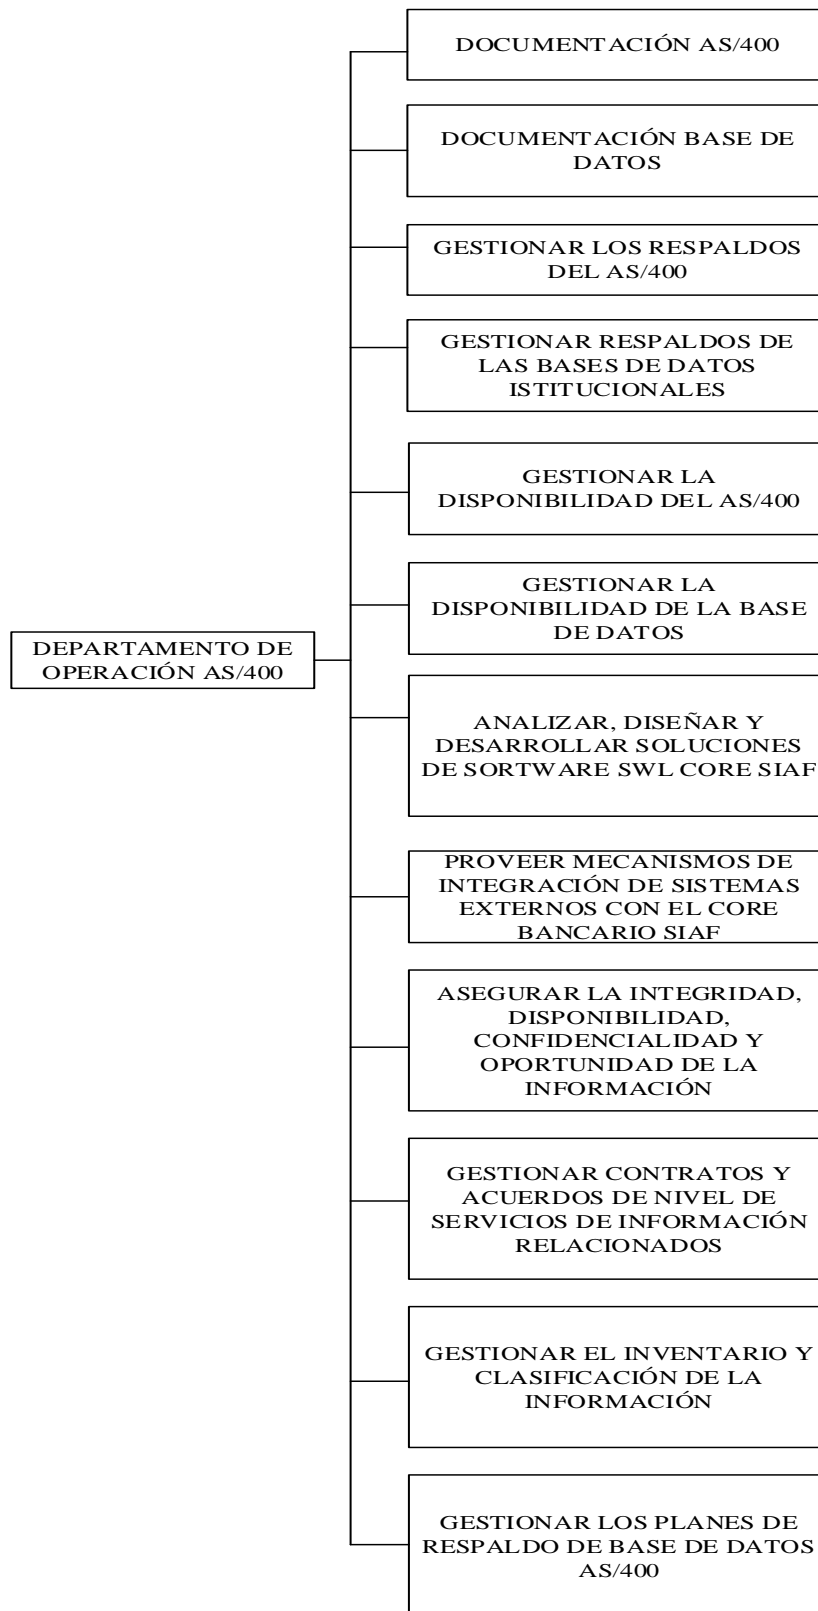 DOCUMENTACIÓN AS/400
DOCUMENTACIÓN BASE DE
DATOS
GESTIONAR LOS RESPALDOS
DEL AS/400
GESTIONAR RESPALDOS DE
LAS BASES DE DATOS
ISTITUCIONALES
GESTIONAR LA
DISPONIBILIDAD DEL AS/400
GESTIONAR LA
DISPONIBILIDAD DE LA BASE
DE DATOS
DEPARTAMENTO DE
OPERACIÓN AS/400
ANALIZAR, DISEÑAR Y
DESARROLLAR SOLUCIONES
DE SORTWARE SWL CORE SIAF
PROVEER MECANISMOS DE
INTEGRACIÓN DE SISTEMAS
EXTERNOS CON EL CORE
BANCARIO SIAF
ASEGURAR LA INTEGRIDAD,
DISPONIBILIDAD,
CONFIDENCIALIDAD Y
OPORTUNIDAD DE LA
INFORMACIÓN
GESTIONAR CONTRATOS Y
ACUERDOS DE NIVEL DE
SERVICIOS DE INFORMACIÓN
RELACIONADOS
GESTIONAR EL INVENTARIO Y
CLASIFICACIÓN DE LA
INFORMACIÓN
GESTIONAR LOS PLANES DE
RESPALDO DE BASE DE DATOS
AS/400